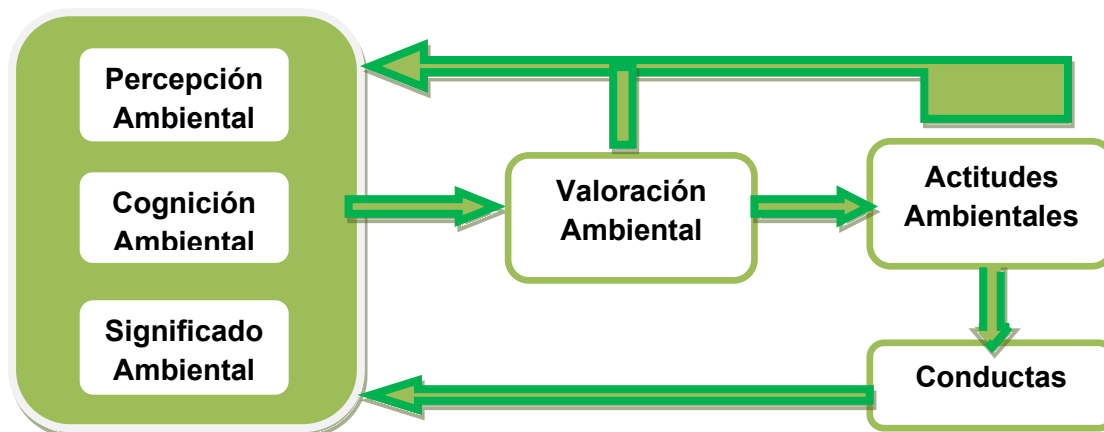 Percepción
Ambiental
Cognición
Ambiental
Significado
Ambiental
Valoración
Ambiental
Actitudes
Ambientales
Conductas